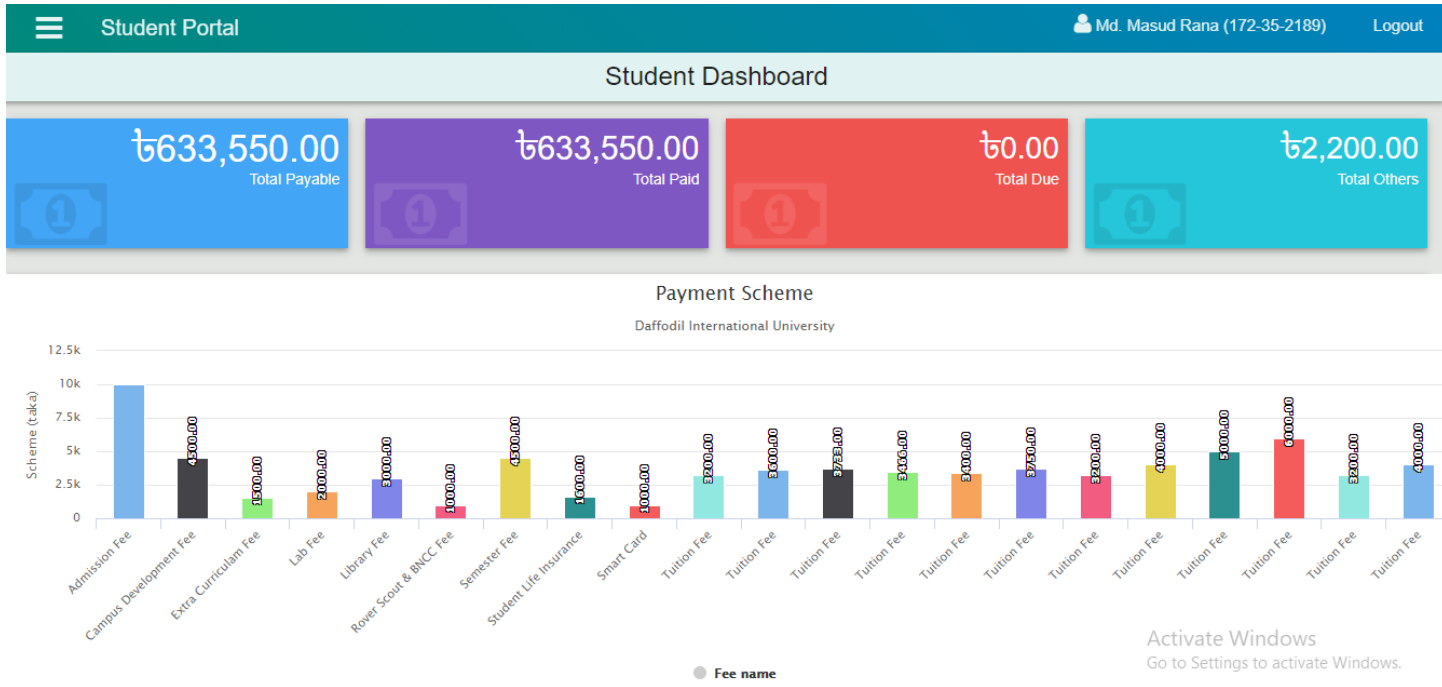 Student Portal
Md. Masud Rana (172-35-2189)
Logout
Student Dashboard
৳633,550.00
Total Payable
1
৳633,550.00
Total Paid
1
৳0.00
Total Due
1
৳2,200.00
Total Others
1
Payment Scheme
Daffodil International University
Scheme (taka)
12.5k
10k
7.5k
5k
2.5k
0
4500.00
1500.00
2000.00
3000.00
1000.00
4500.00
1600.00
1000.00
3200.00
3600.00
3733.00
3466.00
3400.00
3750.00
3200.00
4000.00
5000.00
6000.00
3200.00
4000.00
Admission Fee
Campus Development Fee
Extra Curriculam Fee
Lab Fee
Library Fee
Rover Scout & BNCC Fee
Semester Fee
Student Life Insurance
Smart Card
Tuition Fee
Tuition Fee
Tuition Fee
Tuition Fee
Tuition Fee
Tuition Fee
Tuition Fee
Tuition Fee
Tuition Fee
Tuition Fee
Tuition Fee
Tuition Fee
Fee name
Activate Windows
Go to Settings to activate Windows.